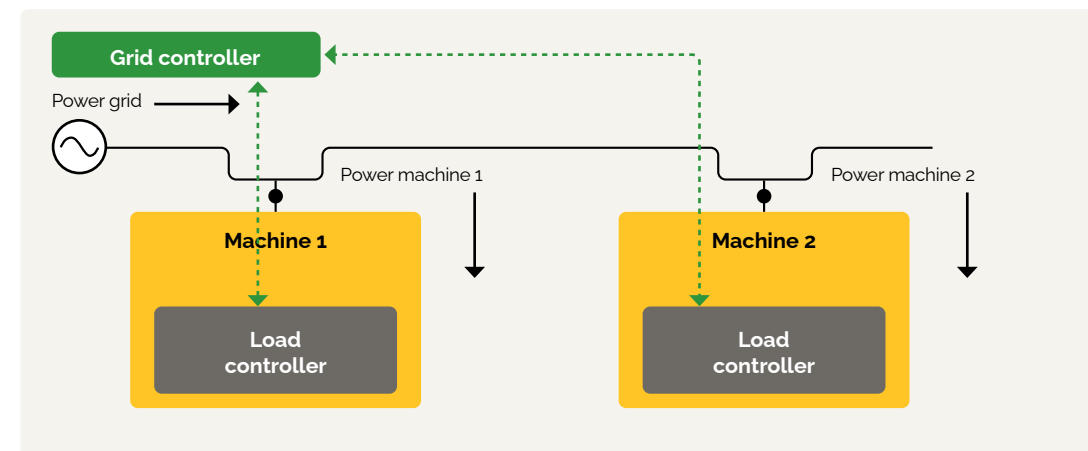 Grid controller
Power grid
Power machine 1
Power machine 2
Machine 1
Machine 2
Load
controller
Load
controller